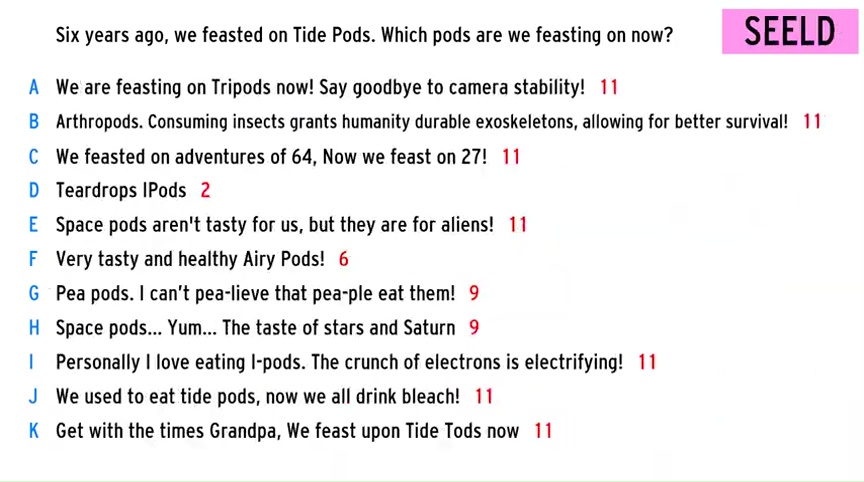 Six years ago, we feasted on Tide Pods. Which pods are we feasting on now?
SEELD
A We are feasting on Tripods now! Say goodbye to camera stability! 11
B Arthropods. Consuming insects grants humanity durable exoskeletons, allowing for better survival! 11
C We feasted on adventures of 64, Now we feast on 27! 11
D Teardrops IPods 2
E Space pods aren't tasty for us, but they are for aliens! 11
F Very tasty and healthy Airy Pods! 6
G Pea pods. I can't pea-lieve that pea-ple eat them! 9
H Space pods... Yum... The taste of stars and Saturn 9
I Personally I love eating I-pods. The crunch of electrons is electrifying! 11
J We used to eat tide pods, now we all drink bleach! 11
K Get with the times Grandpa, We feast upon Tide Tods now 11